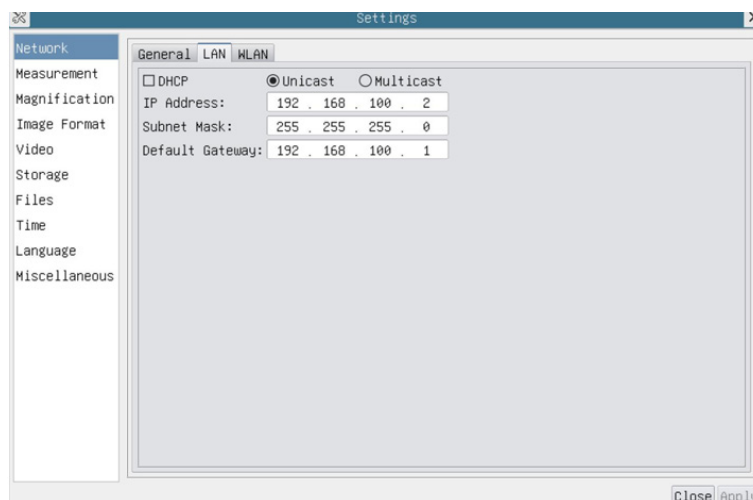 Settings
Network
Measurement
Magnification
Image Format
Video
Storage
Files
Time
Language
Miscellaneous
General LAN WLAN
DHCP Unicast Multicast
IP Address: 192 . 168 . 100 . 2
Subnet Mask: 255 . 255 . 255 . 0
Default Gateway: 192 . 168 . 100 . 1
Close Appl